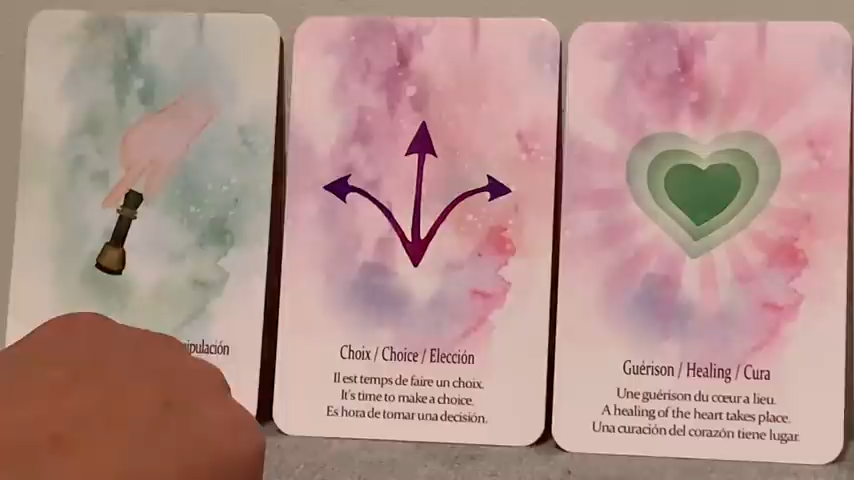 Choix / Choice / Elección
Il est temps de faire un choix.
It's time to make a choice.
Es hora de tomar una decisión.
Guérison / Healing / Cura
Une guérison du cœur a lieu.
A healing of the heart takes place.
Una curación del corazón tiene lugar.